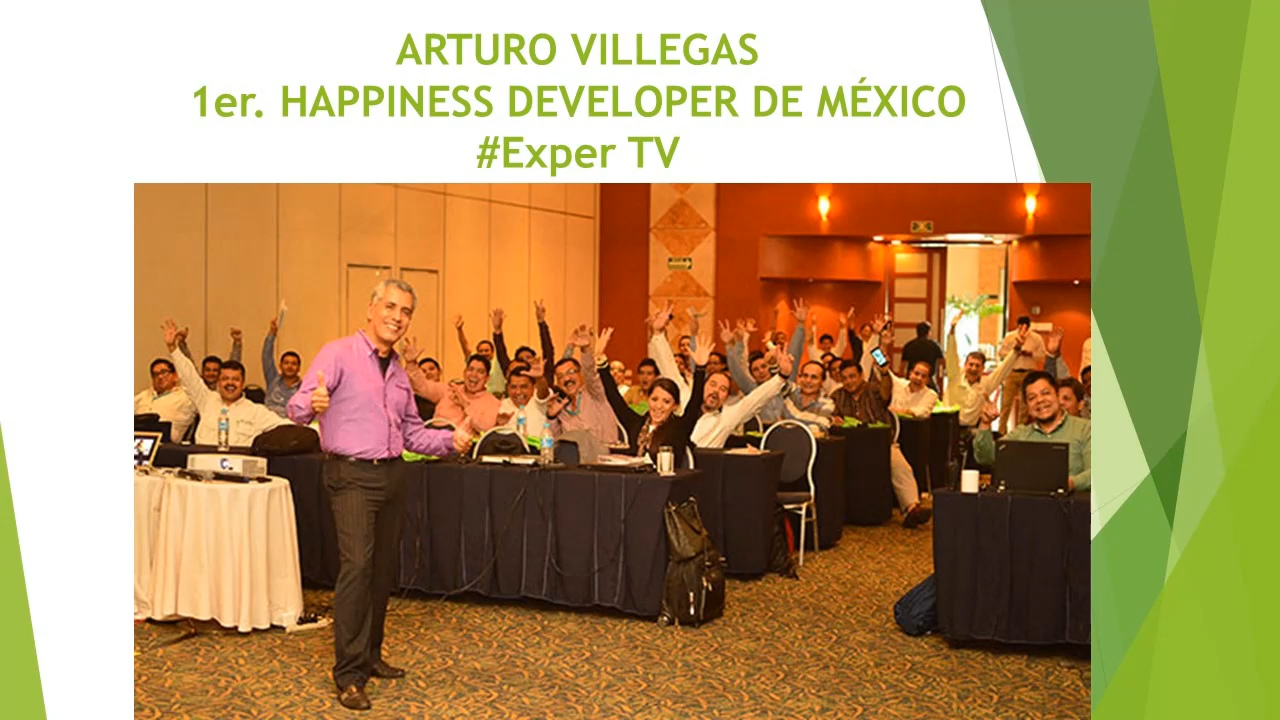 ARTURO VILLEGAS
1er. HAPPINESS DEVELOPER DE MÉXICO
#Exper TV